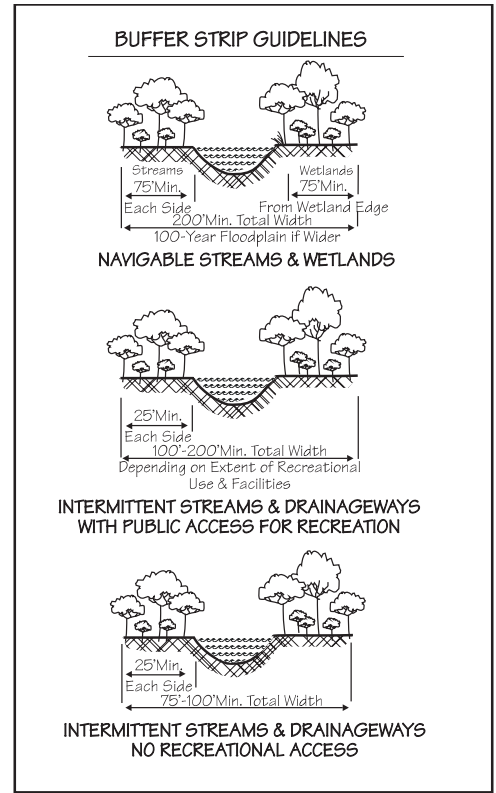 BUFFER STRIP GUIDELINES
Streams
75'Min.
Each Side
Wetlands
75'Min.
From Wetland Edge
200'Min. Total Width
100-Year Floodplain if Wider
NAVIGABLE STREAMS & WETLANDS
25'Min.
Each Side
100'-200'Min. Total Width
Depending on Extent of Recreational
Use & Facilities
INTERMITTENT STREAMS & DRAINAGEWAYS
WITH PUBLIC ACCESS FOR RECREATION
25'Min.
Each Side
75'-100'Min. Total Width
INTERMITTENT STREAMS & DRAINAGEWAYS
NO RECREATIONAL ACCESS